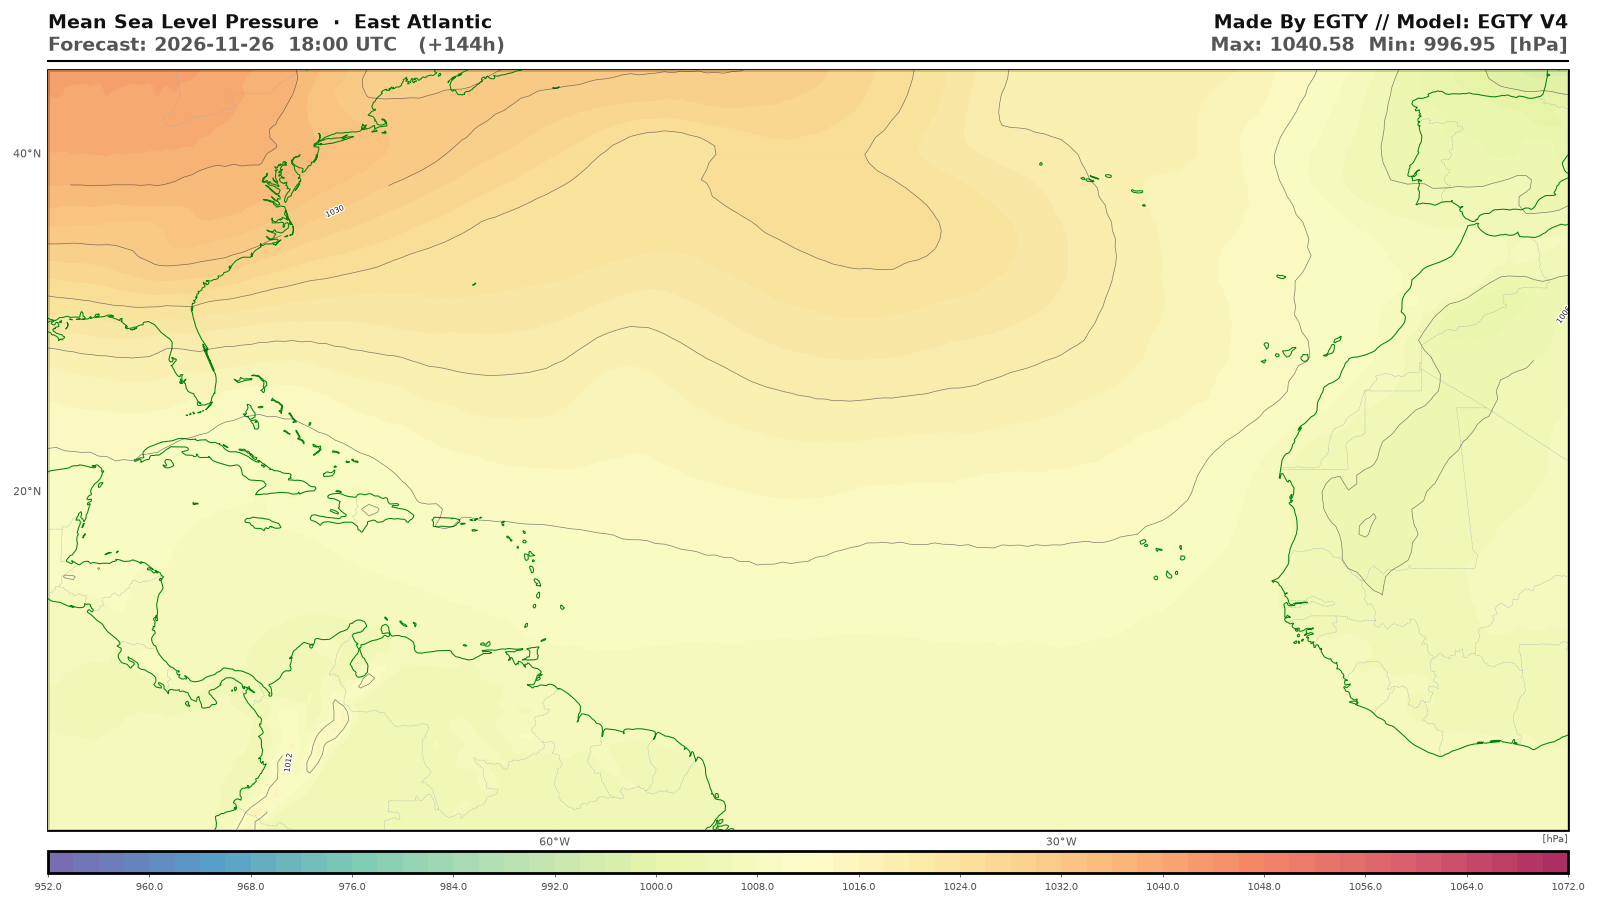 Mean Sea Level Pressure · East Atlantic
Made By EGTY // Model: EGTY V4
Forecast: 2026-11-26 18:00 UTC (+144h)
Max: 1040.58 Min: 996.95 [hPa]
40°N
1030
1006
20°N
1012
60°W
30°W
[hPa]
952.0 960.0 968.0 976.0 984.0 992.0 1000.0 1008.0 1016.0 1024.0 1032.0 1040.0 1048.0 1056.0 1064.0 1072.0